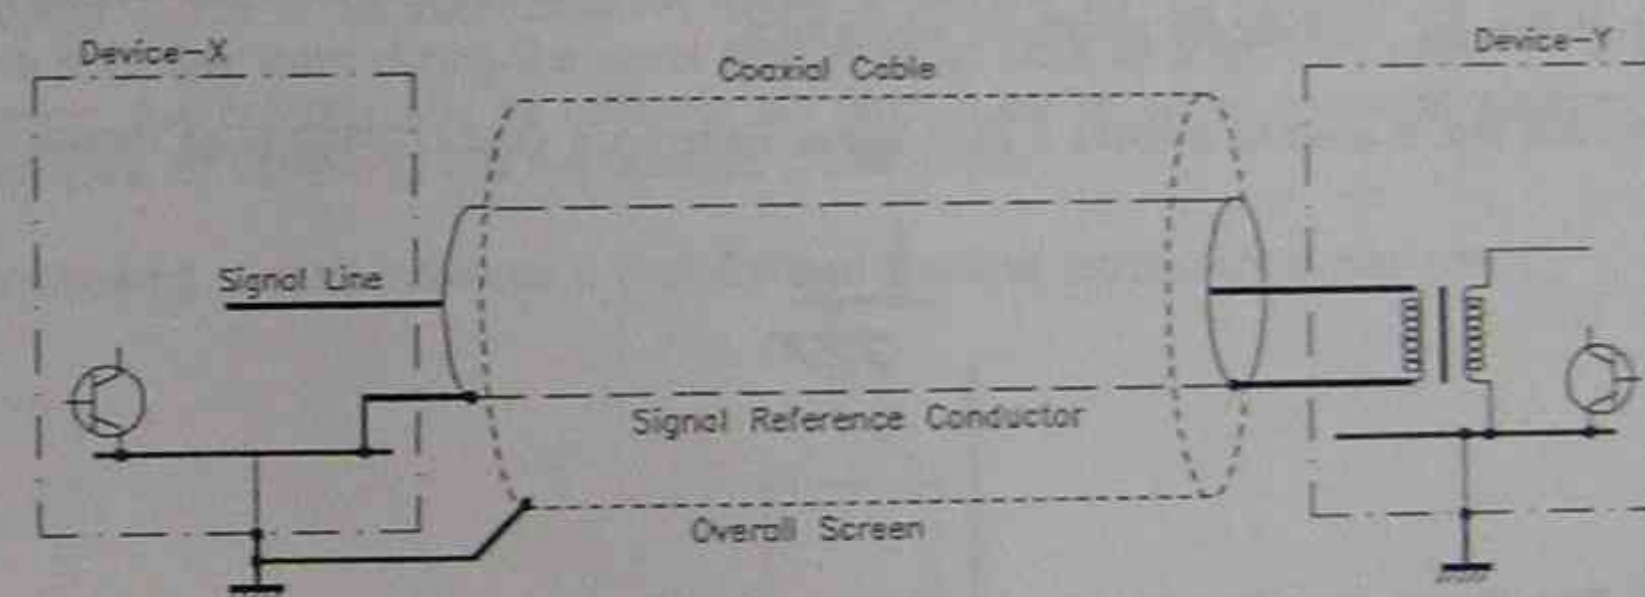 Device-X
Coaxial Cable
Device-Y
Signal Line
Signal Reference Conductor
Overall Screen